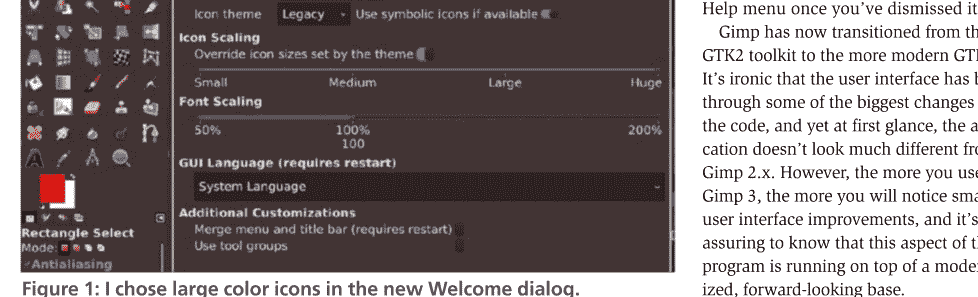 Icon theme Legacy Use symbolic icons if available
Icon Scaling
Override icon sizes set by the theme
Small Medium Large Huge
Font Scaling
50% 100% 200%
100
GUI Language (requires restart)
System Language
Additional Customizations
Merge menu and title bar (requires restart)
Use tool groups
Rectangle Select
Mode:
Antialiasing
Figure 1: I chose large color icons in the new Welcome dialog.
Help menu once you've dismissed it
Gimp has now transitioned from th
GTK2 toolkit to the more modern GT
It's ironic that the user interface has b
through some of the biggest changes
the code, and yet at first glance, the a
cation doesn't look much different fro
Gimp 2.x. However, the more you use
Gimp 3, the more you will notice sma
user interface improvements, and it's
assuring to know that this aspect of t
program is running on top of a moder
ized, forward-looking base.